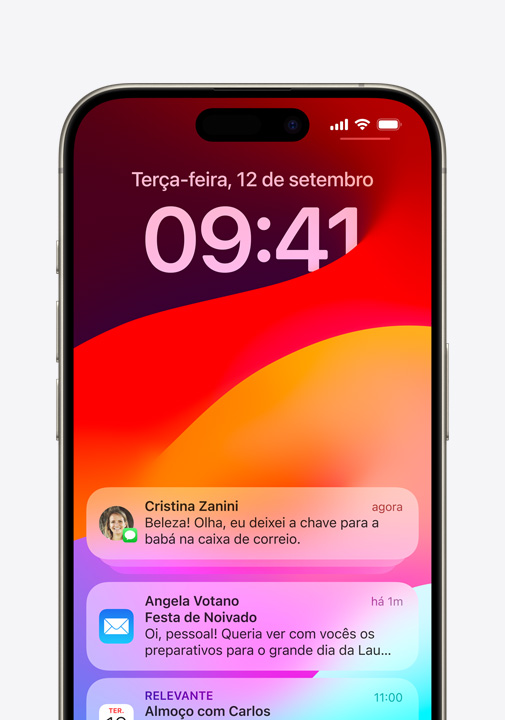 Terça-feira, 12 de setembro
09:41
Cristina Zanini
agora
Beleza! Olha, eu deixei a chave para a
babá na caixa de correio.
Angela Votano
há 1m
Festa de Noivado
Oi, pessoal! Queria ver com vocês os
preparativos para o grande dia da Lau...
RELEVANTE
11:00
TER.
Almoço com Carlos